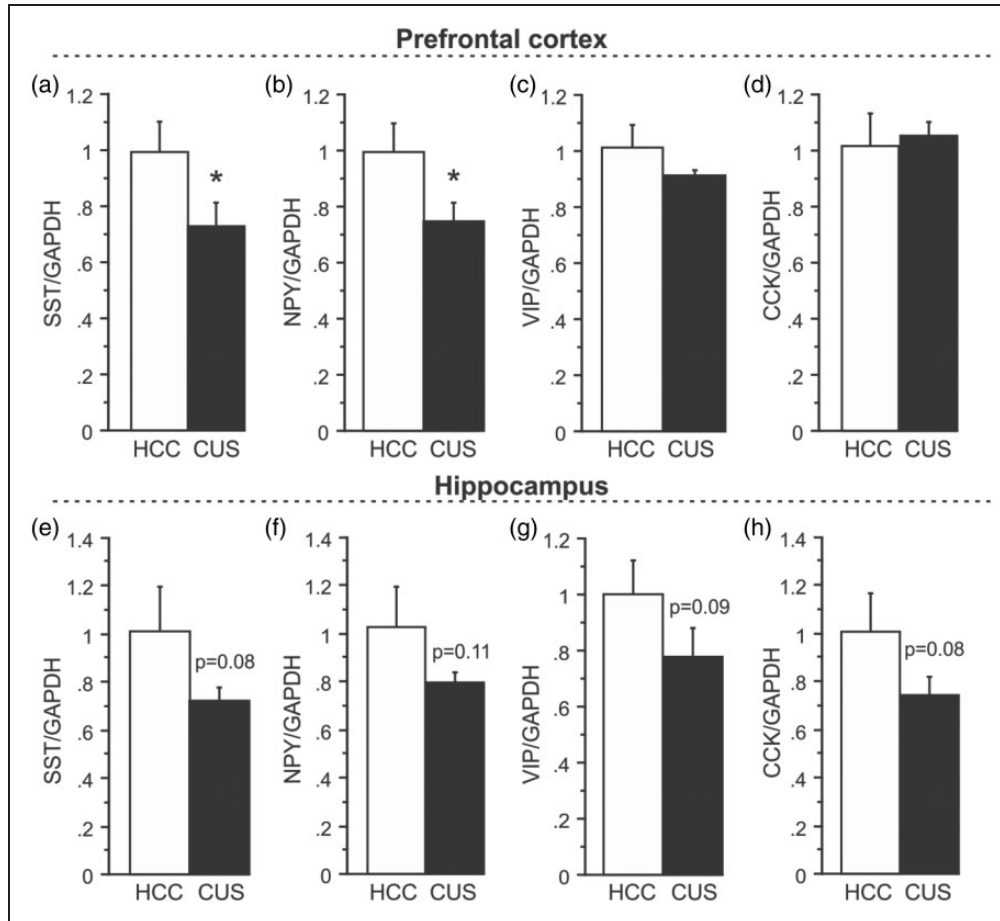 Prefrontal cortex
(a) (b) (c) (d)
SST/GAPDH
1.2
1
.8
.6
.4
.2
0
*
HCC CUS
NPY/GAPDH
1.2
1
.8
.6
.4
.2
0
*
HCC CUS
VIP/GAPDH
1.2
1
.8
.6
.4
.2
0
HCC CUS
CCK/GAPDH
1.2
1
.8
.6
.4
.2
0
HCC CUS
Hippocampus
(e) (f) (g) (h)
SST/GAPDH
1.4
1.2
1
.8
.6
.4
.2
0
p=0.08
HCC CUS
NPY/GAPDH
1.4
1.2
1
.8
.6
.4
.2
0
p=0.11
HCC CUS
VIP/GAPDH
1.2
1
.8
.6
.4
.2
0
p=0.09
HCC CUS
CCK/GAPDH
1.4
1.2
1
.8
.6
.4
.2
0
p=0.08
HCC CUS